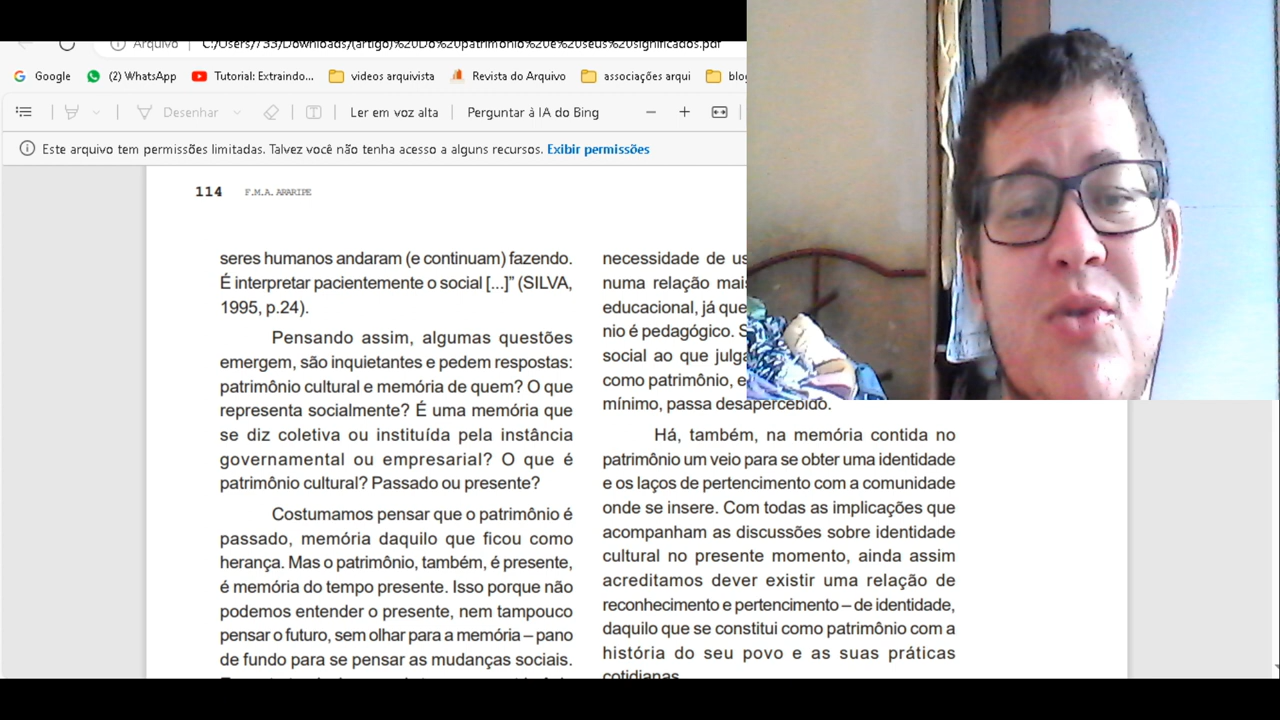 Arquivo C:/Users/733/Downloads/(artigo)%20Do%20patrimonio%20e%20seus%20significados.pdf
Google (2) WhatsApp Tutorial: Extraindo... videos arquivista Revista do Arquivo associações arqui blog
Desenhar Ler em voz alta Perguntar à IA do Bing
Este arquivo tem permissões limitadas. Talvez você não tenha acesso a alguns recursos. Exibir permissões
114 F.M.A. ARARIPE
seres humanos andaram (e continuam) fazendo.
É interpretar pacientemente o social [...]” (SILVA,
1995, p.24).
Pensando assim, algumas questões
emergem, são inquietantes e pedem respostas:
patrimônio cultural e memória de quem? O que
representa socialmente? É uma memória que
se diz coletiva ou instituída pela instância
governamental ou empresarial? O que é
patrimônio cultural? Passado ou presente?
Costumamos pensar que o patrimônio é
passado, memória daquilo que ficou como
herança. Mas o patrimônio, também, é presente,
é memória do tempo presente. Isso porque não
podemos entender o presente, nem tampouco
pensar o futuro, sem olhar para a memória – pano
de fundo para se pensar as mudanças sociais.
necessidade de us
numa relação mais
educacional, já que
nio é pedagógico. S
social ao que julga
como patrimônio, e
mínimo, passa desapercebido.
Há, também, na memória contida no
patrimônio um veio para se obter uma identidade
e os laços de pertencimento com a comunidade
onde se insere. Com todas as implicações que
acompanham as discussões sobre identidade
cultural no presente momento, ainda assim
acreditamos dever existir uma relação de
reconhecimento e pertencimento – de identidade,
daquilo que se constitui como patrimônio com a
história do seu povo e as suas práticas
cotidianas